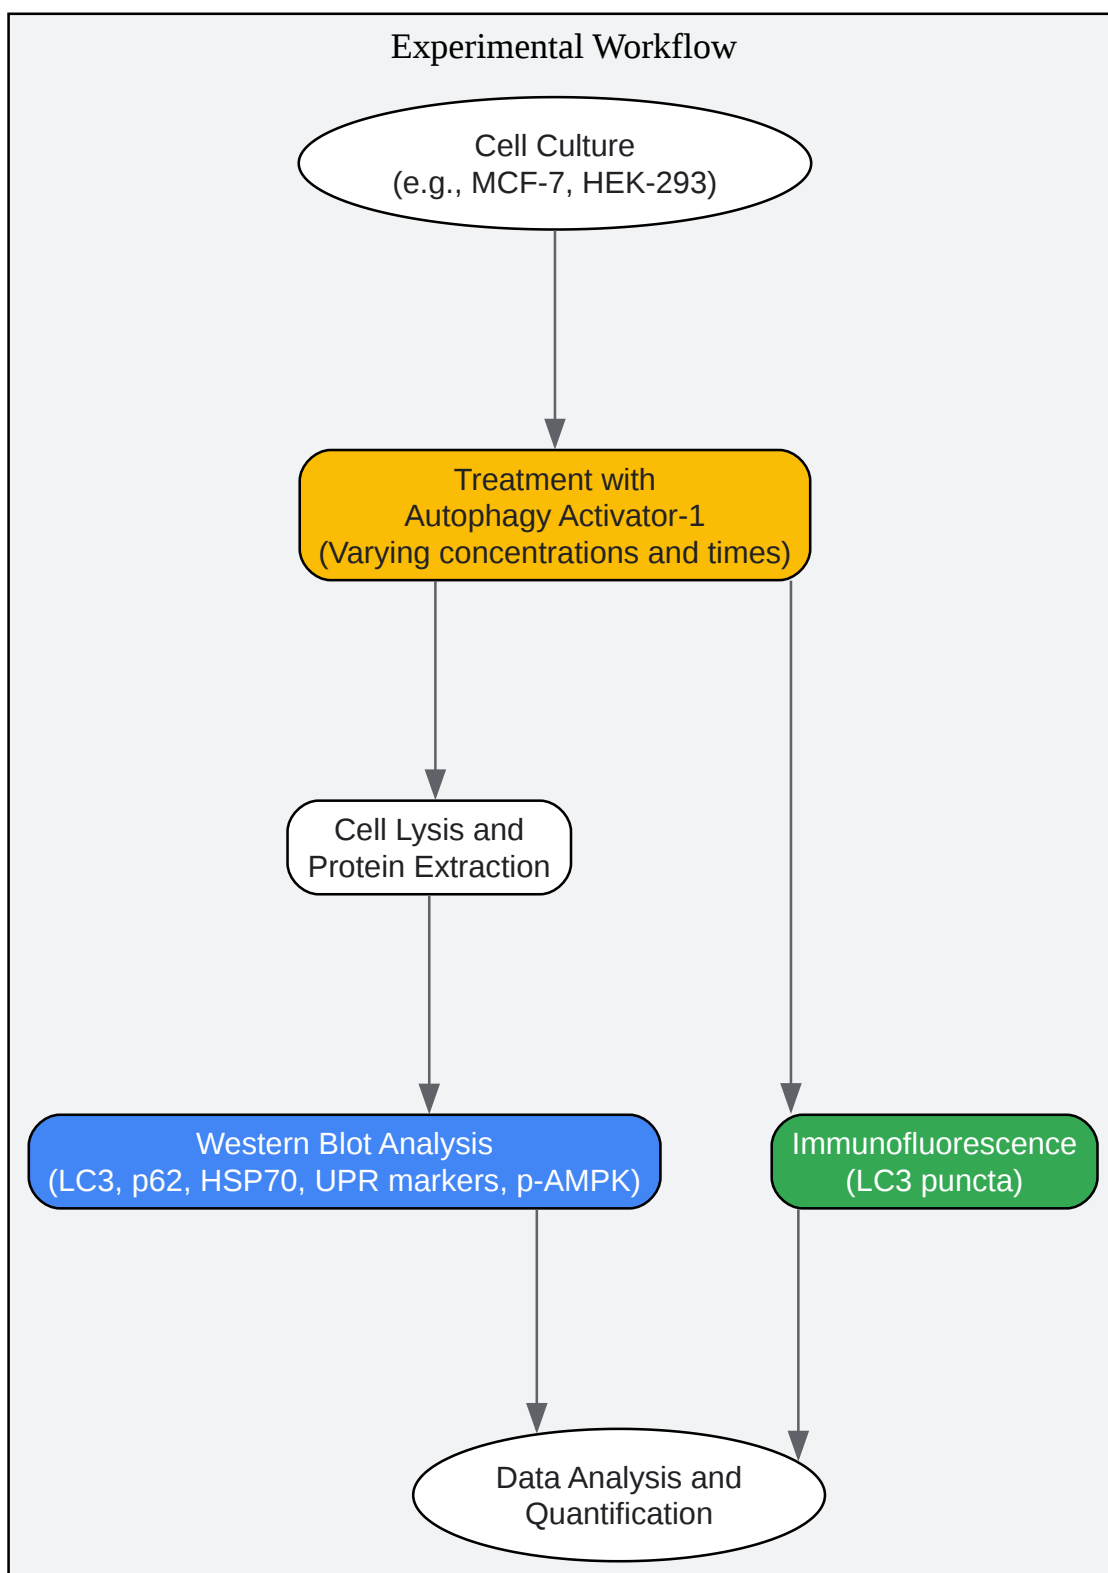 Experimental Workflow
Cell Culture
(e.g., MCF-7, HEK-293)
Treatment with
Autophagy Activator-1
(Varying concentrations and times)
Cell Lysis and
Protein Extraction
Western Blot Analysis
(LC3, p62, HSP70, UPR markers, p-AMPK)
Immunofluorescence
(LC3 puncta)
Data Analysis and
Quantification